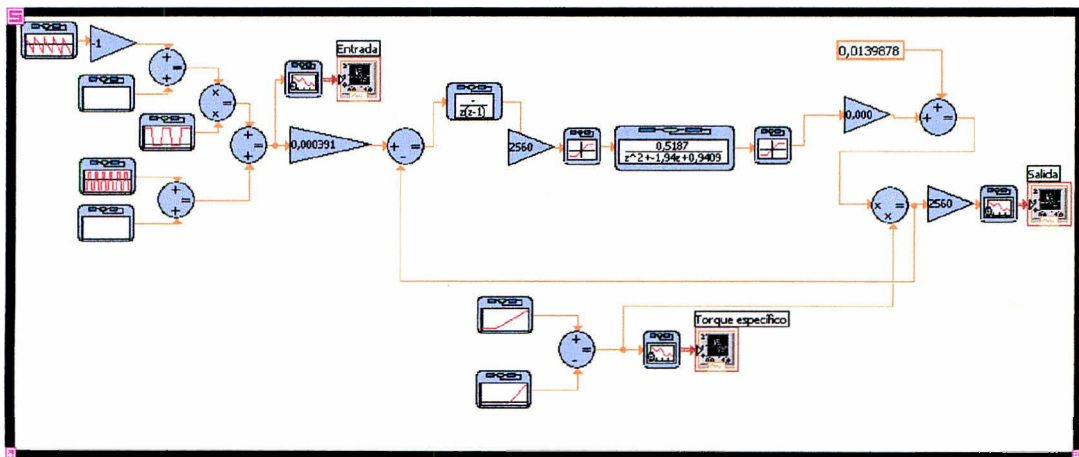 -1
Entrada
0,000391
z(z-1)
2560
0,5187
z^2+-1,94z+0,9409
0,0139878
0,000
Salida
2560
Torque específico